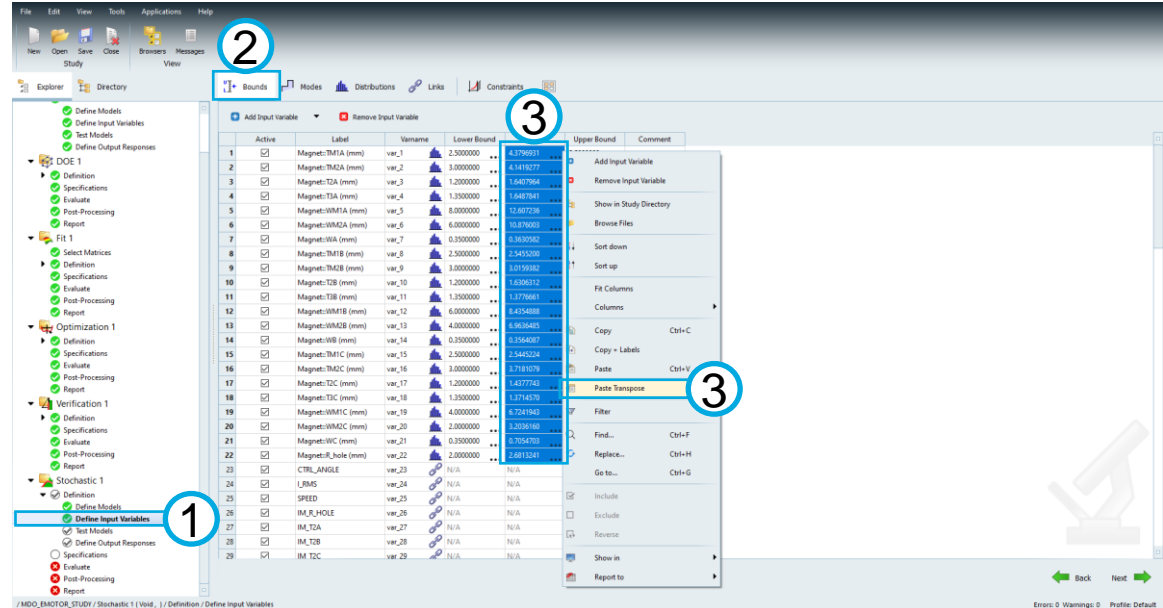 File Edit View Tools Applications Help
New Open Save Close Browsers Messages
Study View
2
Explorer Directory
Bounds Modes Distributions Links Constraints
Define Models
Define Input Variables
Test Models
Define Output Responses
DOE 1
Definition
Specifications
Evaluate
Post-Processing
Report
Fit 1
Select Matrices
Definition
Specifications
Evaluate
Post-Processing
Report
Optimization 1
Definition
Specifications
Evaluate
Post-Processing
Report
Verification 1
Definition
Specifications
Evaluate
Post-Processing
Report
Stochastic 1
Definition
Define Models
Define Input Variables
1
Test Models
Define Output Responses
Specifications
Evaluate
Post-Processing
Report
Add Input Variable Remove Input Variable
3
Active Label Varname Lower Bound Upper Bound Comment
1 Magnet::TM1A (mm) var_1 2.5000000 ... 4.3796931 ...
2 Magnet::TM2A (mm) var_2 3.0000000 ... 4.1419277 ...
3 Magnet::T2A (mm) var_3 1.2000000 ... 1.6407964 ...
4 Magnet::T3A (mm) var_4 1.3500000 ... 1.6487841 ...
5 Magnet::WM1A (mm) var_5 8.0000000 ... 12.607236 ...
6 Magnet::WM2A (mm) var_6 6.0000000 ... 10.876003 ...
7 Magnet::WA (mm) var_7 0.3500000 ... 0.3630582 ...
8 Magnet::TM1B (mm) var_8 2.5000000 ... 2.5455200 ...
9 Magnet::TM2B (mm) var_9 3.0000000 ... 3.0159382 ...
10 Magnet::T2B (mm) var_10 1.2000000 ... 1.6306312 ...
11 Magnet::T3B (mm) var_11 1.3500000 ... 1.3776661 ...
12 Magnet::WM1B (mm) var_12 6.0000000 ... 8.4354888 ...
13 Magnet::WM2B (mm) var_13 4.0000000 ... 6.9636485 ...
14 Magnet::WB (mm) var_14 0.3500000 ... 0.3564087 ...
15 Magnet::TM1C (mm) var_15 2.5000000 ... 2.5445224 ...
16 Magnet::TM2C (mm) var_16 3.0000000 ... 3.7181079 ...
17 Magnet::T2C (mm) var_17 1.2000000 ... 1.4377743 ...
18 Magnet::T3C (mm) var_18 1.3500000 ... 1.3714570 ...
19 Magnet::WM1C (mm) var_19 4.0000000 ... 6.7241943 ...
20 Magnet::WM2C (mm) var_20 2.0000000 ... 3.2036160 ...
21 Magnet::WC (mm) var_21 0.3500000 ... 0.7054703 ...
22 Magnet::R_hole (mm) var_22 2.0000000 ... 2.6813241 ...
23 CTRL_ANGLE var_23 N/A N/A
24 I_RMS var_24 N/A N/A
25 SPEED var_25 N/A N/A
26 IM_R_HOLE var_26 N/A N/A
27 IM_T2A var_27 N/A N/A
28 IM_T2B var_28 N/A N/A
29 IM_T2C var_29 N/A N/A
Add Input Variable
Remove Input Variable
Show in Study Directory
Browse Files
Sort down
Sort up
Fit Columns
Columns
Copy Ctrl+C
Copy + Labels
Paste Ctrl+V
Paste Transpose
3
Filter
Find... Ctrl+F
Replace... Ctrl+H
Go to... Ctrl+G
Include
Exclude
Reverse
Show in
Report to
Back Next
/ MDO_EMOTOR_STUDY / Stochastic 1 ( Void , ) / Definition / Define Input Variables
Errors: 0 Warnings: 0 Profile: Default